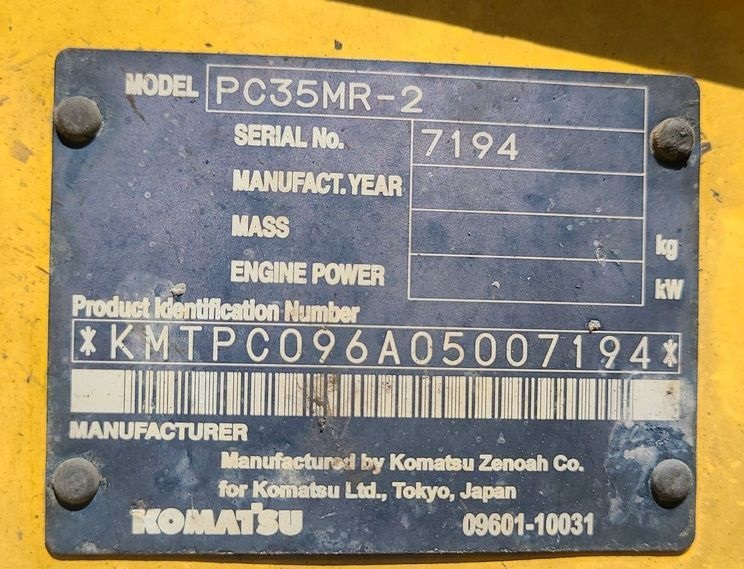 MODEL PC35MR-2
SERIAL No. 7194
MANUFACT. YEAR
MASS kg
ENGINE POWER kW
Product Identification Number
*KMTPC096A05007194*
MANUFACTURER
Manufactured by Komatsu Zenoah Co.
for Komatsu Ltd., Tokyo, Japan
KOMATSU 09601-10031